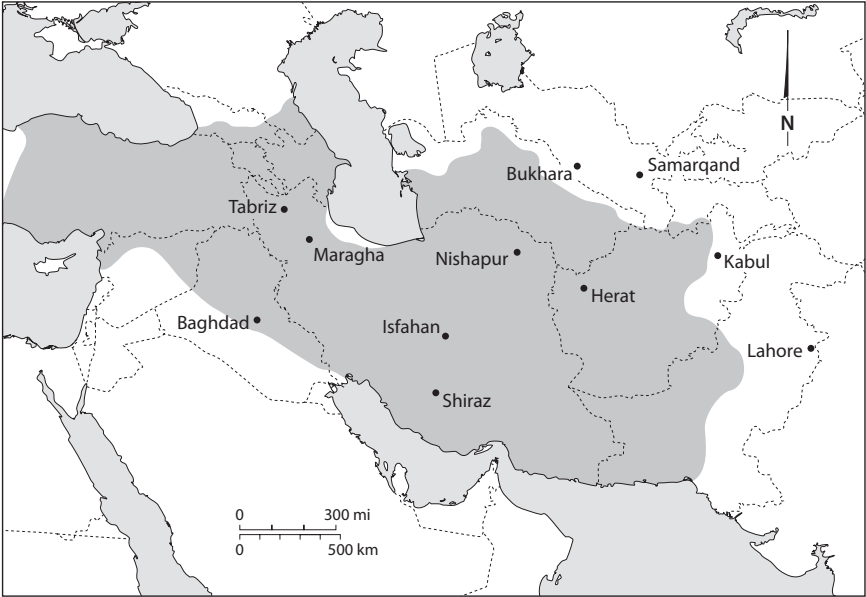 N
Bukhara
Samarqand
Tabriz
Maragha
Nishapur
Kabul
Herat
Baghdad
Isfahan
Lahore
Shiraz
0 300 mi
0 500 km